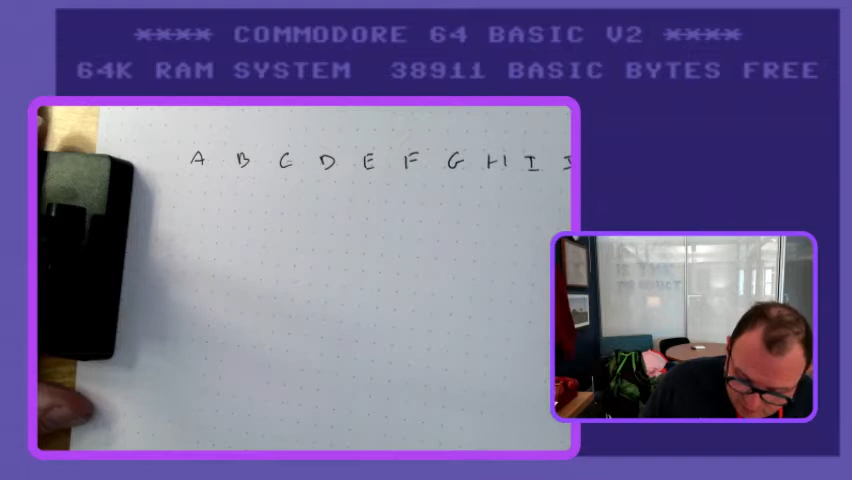 **** COMMODORE 64 BASIC V2 ****
64K RAM SYSTEM 38911 BASIC BYTES FREE
A B C D E F G H I J